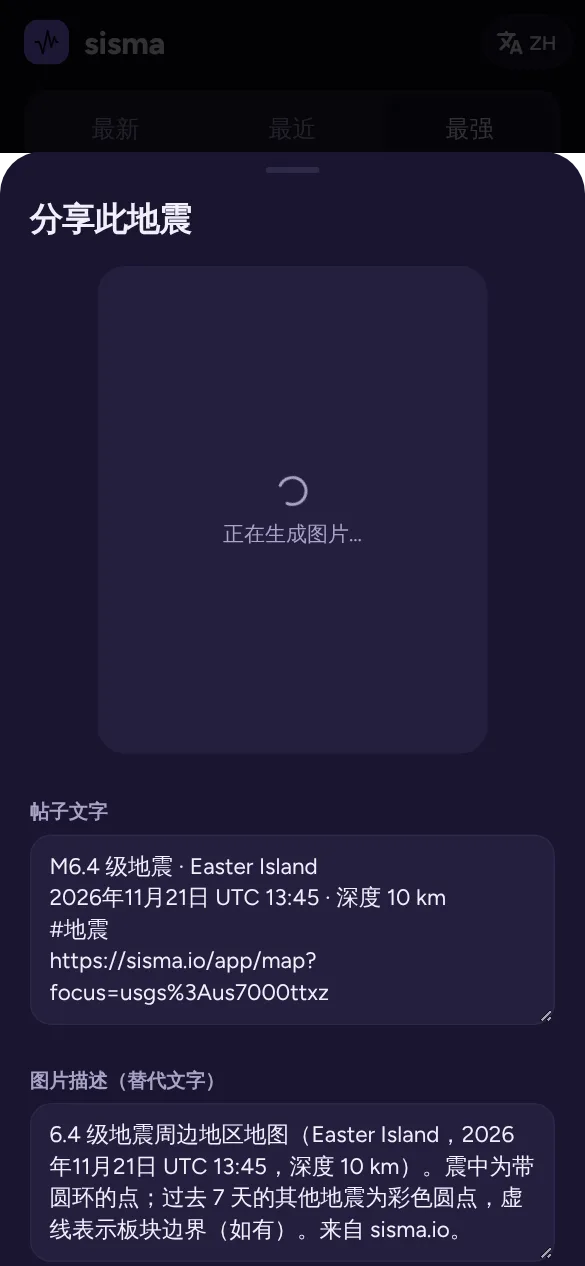 sisma
ZH
最新
最近
最强
分享此地震
正在生成图片...
帖子文字
M6.4 级地震 · Easter Island
2026年11月21日 UTC 13:45 · 深度 10 km
#地震
https://sisma.io/app/map?
focus=usgs%3Aus7000ttxz
图片描述（替代文字）
6.4 级地震周边地区地图（Easter Island，2026
年11月21日 UTC 13:45，深度 10 km）。震中为带
圆环的点；过去 7 天的其他地震为彩色圆点，虚
线表示板块边界（如有）。来自 sisma.io。